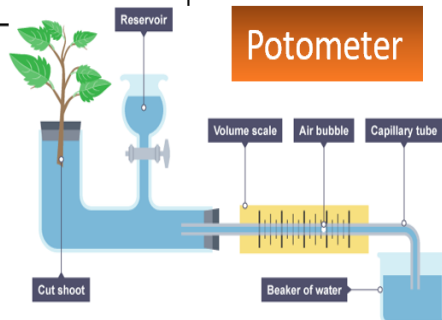 Reservoir
Potometer
Volume scale
Air bubble
Capillary tube
Cut shoot
Beaker of water